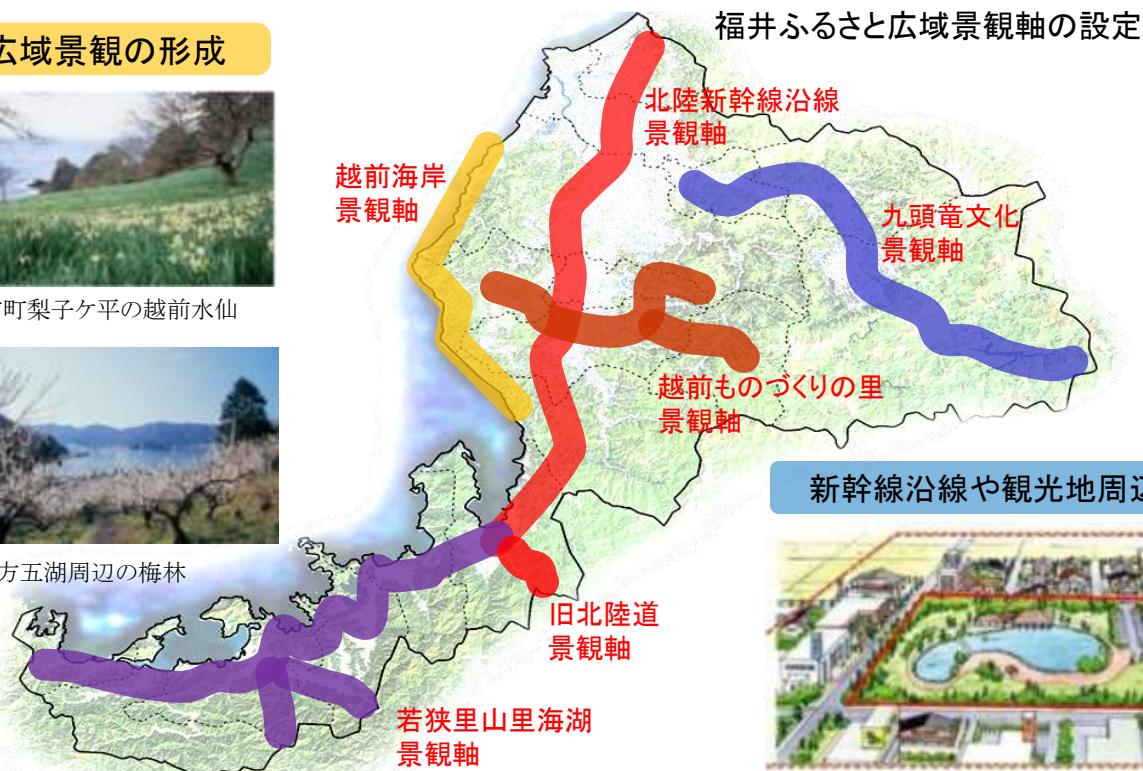 福井ふるさと広域景観軸の設定
広域景観の形成
北陸新幹線沿線
景観軸
越前海岸
景観軸
九頭竜文化
景観軸
町梨子ケ平の越前水仙
越前ものづくりの里
景観軸
新幹線沿線や観光地周辺
方五湖周辺の梅林
旧北陸道
景観軸
若狭里山里海湖
景観軸